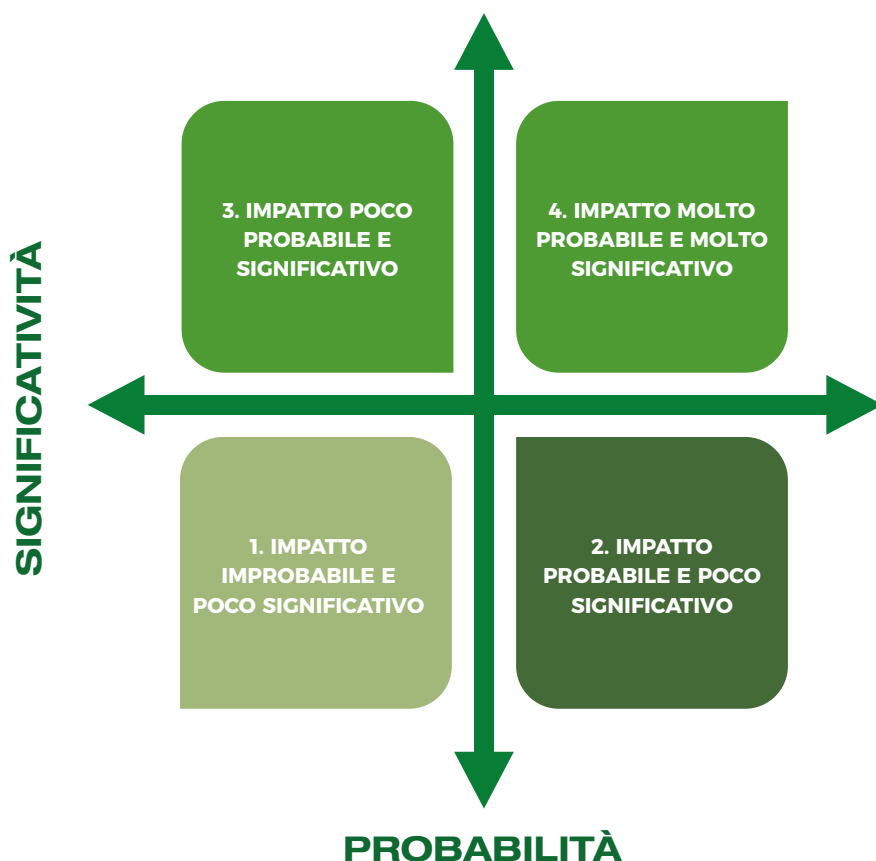 3. IMPATTO POCO
PROBABILE E
SIGNIFICATIVO
4. IMPATTO MOLTO
PROBABILE E MOLTO
SIGNIFICATIVO
SIGNIFICATIVITÀ
1. IMPATTO
IMPROBABILE E
POCO SIGNIFICATIVO
2. IMPATTO
PROBABILE E POCO
SIGNIFICATIVO
PROBABILITÀ